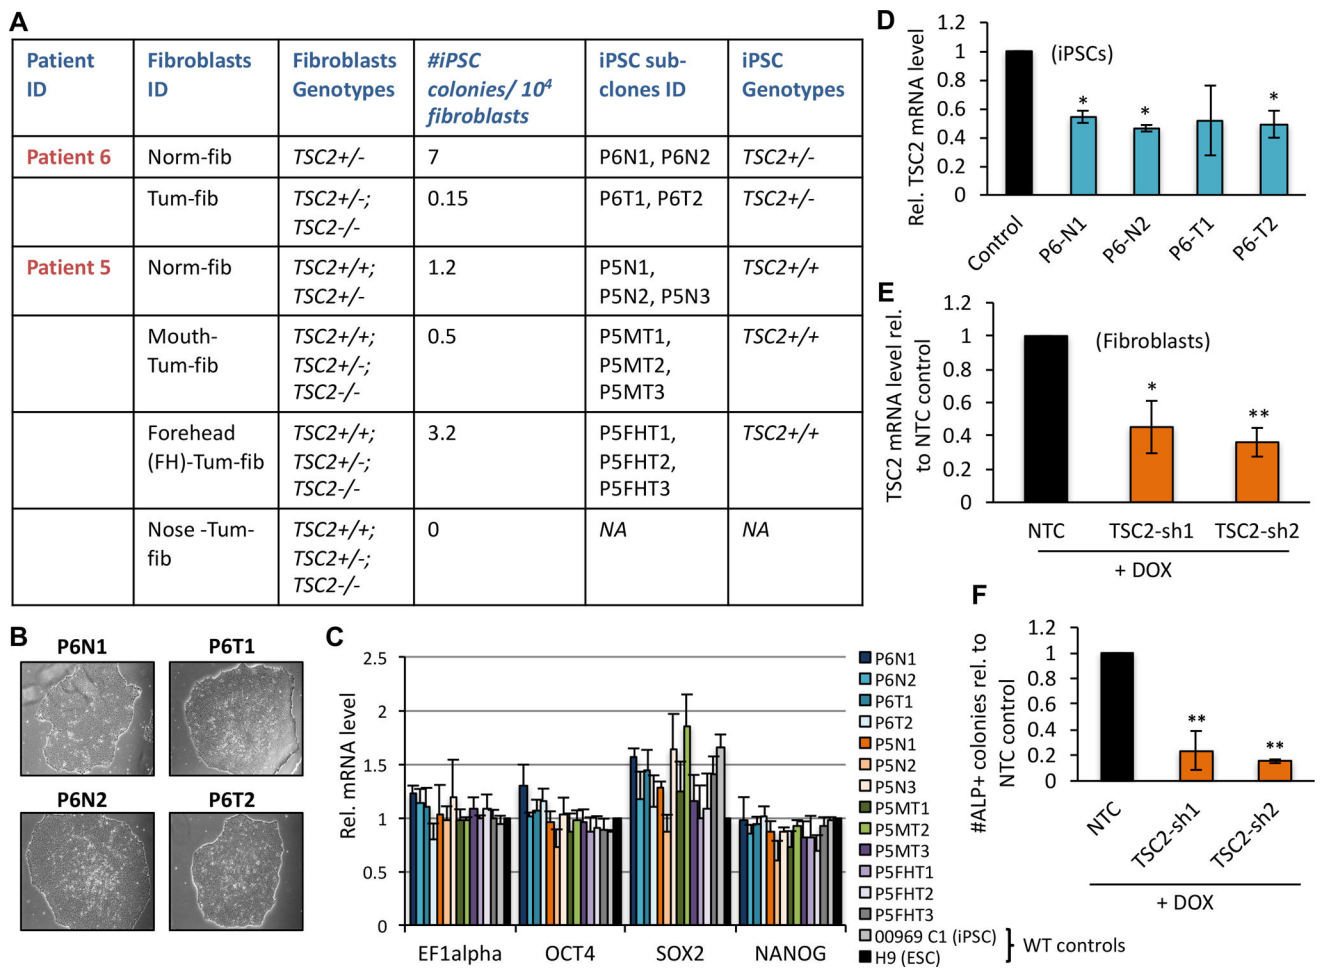 A
Patient ID
Fibroblasts ID
Fibroblasts Genotypes
#iPSC colonies/ 10⁴ fibroblasts
iPSC sub-clones ID
iPSC Genotypes
Patient 6
Norm-fib
TSC2+/-
7
P6N1, P6N2
TSC2+/-
Tum-fib
TSC2+/-;
TSC2-/-
0.15
P6T1, P6T2
TSC2+/-
Patient 5
Norm-fib
TSC2+/+;
TSC2+/-
1.2
P5N1,
P5N2, P5N3
TSC2+/+
Mouth-
Tum-fib
TSC2+/+;
TSC2+/-;
TSC2-/-
0.5
P5MT1,
P5MT2,
P5MT3
TSC2+/+
Forehead
(FH)-Tum-fib
TSC2+/+;
TSC2+/-;
TSC2-/-
3.2
P5FHT1,
P5FHT2,
P5FHT3
TSC2+/+
Nose -Tum-
fib
TSC2+/+;
TSC2+/-;
TSC2-/-
0
NA
NA
B
P6N1
P6T1
P6N2
P6T2
C
Rel. mRNA level
2.5
2
1.5
1
0.5
0
EF1alpha
OCT4
SOX2
NANOG
P6N1
P6N2
P6T1
P6T2
P5N1
P5N2
P5N3
P5MT1
P5MT2
P5MT3
P5FHT1
P5FHT2
P5FHT3
00969 C1 (iPSC)
H9 (ESC)
WT controls
D
Rel. TSC2 mRNA level
1.2
1
0.8
0.6
0.4
0.2
0
(iPSCs)
*
*
*
Control
P6-N1
P6-N2
P6-T1
P6-T2
E
TSC2 mRNA level rel.
to NTC control
1.2
1
0.8
0.6
0.4
0.2
0
(Fibroblasts)
*
**
NTC
TSC2-sh1
TSC2-sh2
+ DOX
F
#ALP+ colonies rel. to
NTC control
1.2
1
0.8
0.6
0.4
0.2
0
**
**
NTC
TSC2-sh1
TSC2-sh2
+ DOX